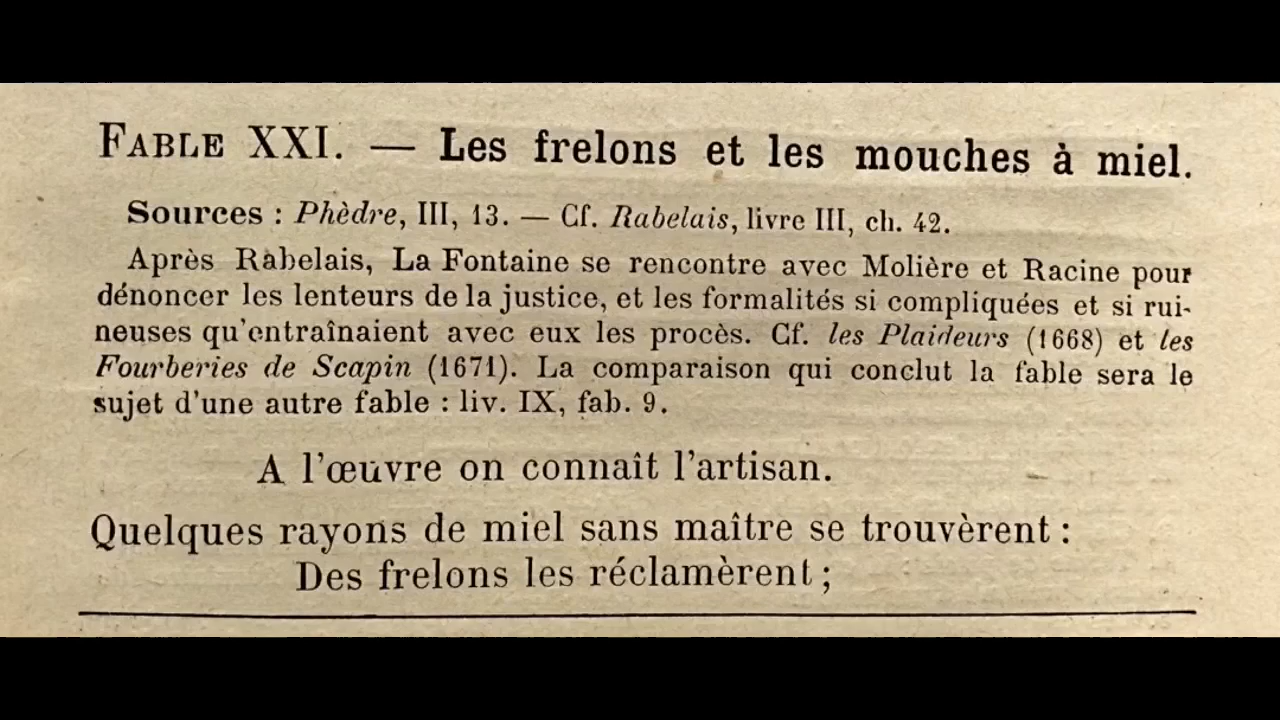 FABLE XXI. — Les frelons et les mouches à miel.
Sources : Phèdre, III, 13. — Cf. Rabelais, livre III, ch. 42.
Après Rabelais, La Fontaine se rencontre avec Molière et Racine pour
dénoncer les lenteurs de la justice, et les formalités si compliquées et si rui-
neuses qu'entraînaient avec eux les procès. Cf. les Plaideurs (1668) et les
Fourberies de Scapin (1671). La comparaison qui conclut la fable sera le
sujet d'une autre fable : liv. IX, fab. 9.
A l'œuvre on connaît l'artisan.
Quelques rayons de miel sans maître se trouvèrent :
Des frelons les réclamèrent ;